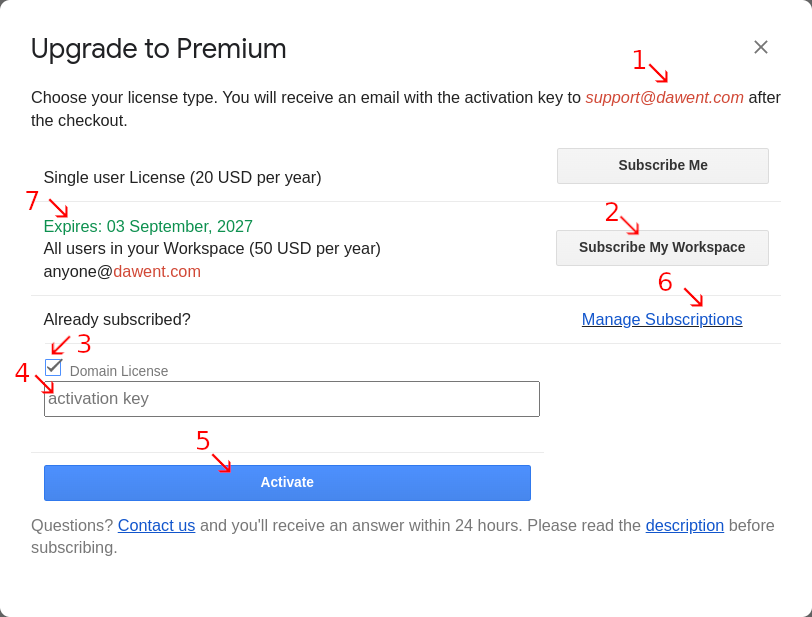 Upgrade to Premium
1
Choose your license type. You will receive an email with the activation key to support@dawent.com after
the checkout.
Single user License (20 USD per year)
Subscribe Me
7
Expires: 03 September, 2027
All users in your Workspace (50 USD per year)
anyone@dawent.com
2
Subscribe My Workspace
6
Already subscribed?
Manage Subscriptions
3
Domain License
4
activation key
5
Activate
Questions? Contact us and you'll receive an answer within 24 hours. Please read the description before
subscribing.